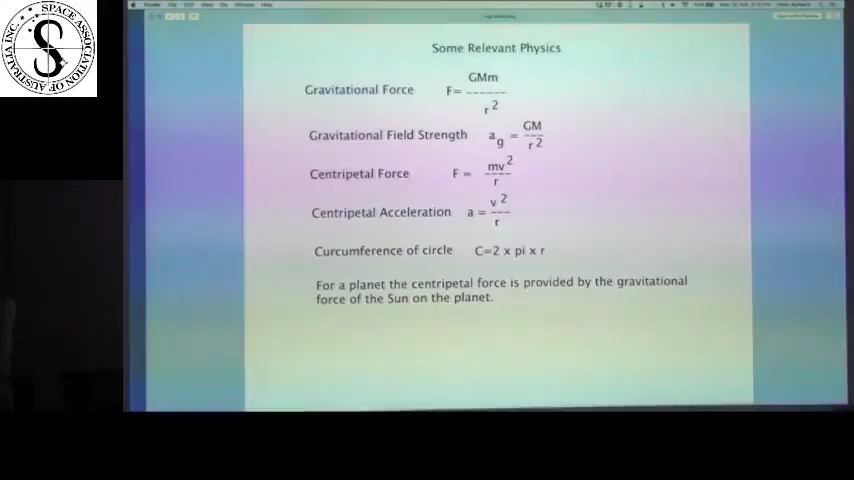 SPACE ASSOCIATION
OF AUSTRALIA INC.
Some Relevant Physics
Gravitational Force F= GMm
------
r 2
Gravitational Field Strength a g = GM
----
r 2
Centripetal Force F = mv 2
----
r
Centripetal Acceleration a = v 2
----
r
Curcumference of circle C=2 x pi x r
For a planet the centripetal force is provided by the gravitational
force of the Sun on the planet.